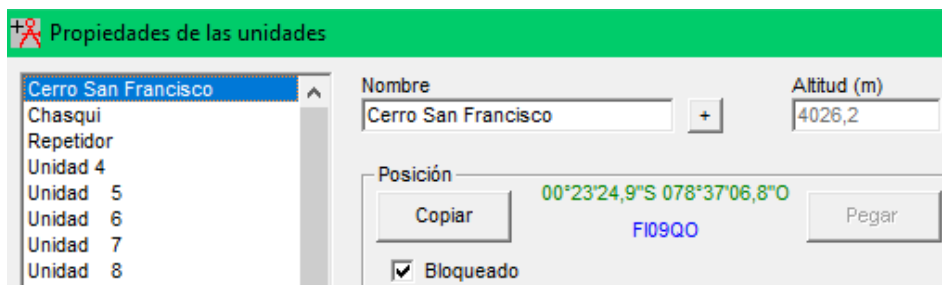 Propiedades de las unidades
Cerro San Francisco
Chasqui
Repetidor
Unidad 4
Unidad 5
Unidad 6
Unidad 7
Unidad 8
Nombre
Cerro San Francisco
+
Altitud (m)
4026,2
Posición
Copiar
00°23'24,9"S 078°37'06,8"O
FI09QO
Pegar
Bloqueado